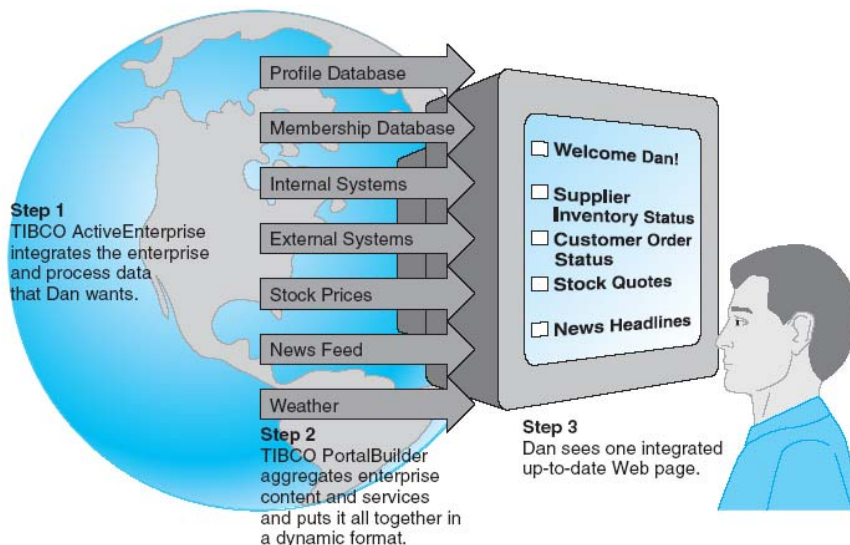 Profile Database
Membership Database
Internal Systems
External Systems
Stock Prices
News Feed
Weather
Step 1
TIBCO ActiveEnterprise
integrates the enterprise
and process data
that Dan wants.
Step 2
TIBCO PortalBuilder
aggregates enterprise
content and services
and puts it all together in
a dynamic format.
Welcome Dan!
Supplier
Inventory Status
Customer Order
Status
Stock Quotes
News Headlines
Step 3
Dan sees one integrated
up-to-date Web page.